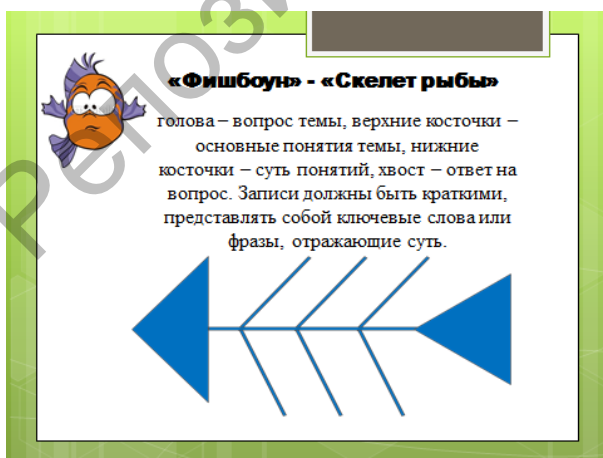 «Фишбоун» - «Скелет рыбы»
голова – вопрос темы, верхние косточки –
основные понятия темы, нижние
косточки – суть понятий, хвост – ответ на
вопрос. Записи должны быть краткими,
представлять собой ключевые слова или
фразы, отражающие суть.